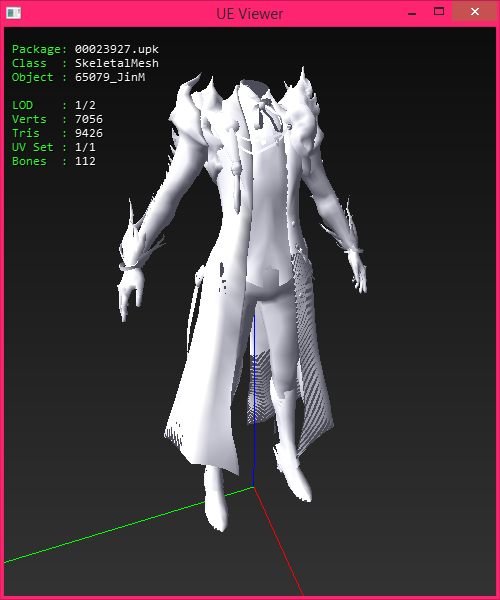 UE Viewer
Package: 00023927.upk
Class : SkeletalMesh
Object : 65079_JinM
LOD : 1/2
Verts : 7056
Tris : 9426
UV Set : 1/1
Bones : 112